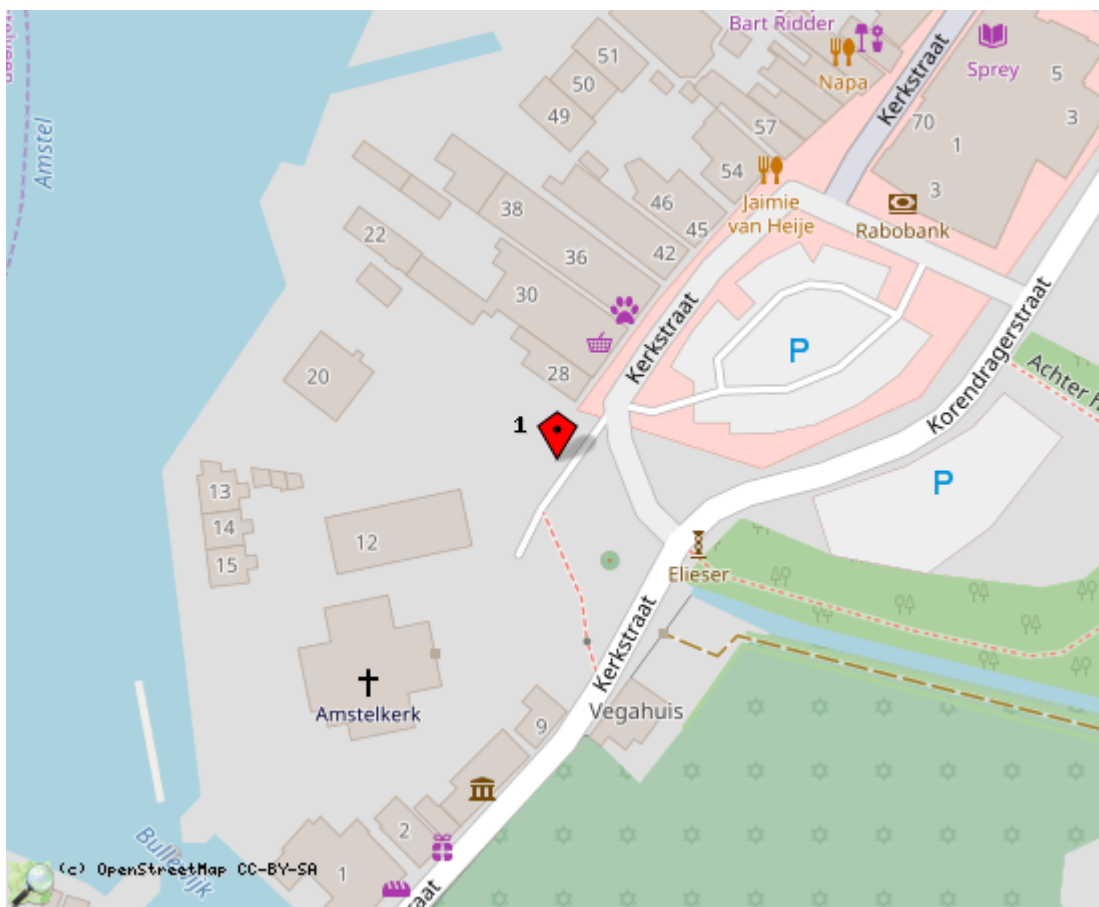 Bart Ridder
51
50
49
Napa
Sprey
5
3
70
1
3
Kerkstraat
57
54
Jaimie
van Heije
Rabobank
Amstel
46
45
42
38
36
22
30
28
20
Kerkstraat
P
Korendragerstraat
Achter
1
P
13
14
15
12
Elieser
Amstelkerk
Kerkstraat
Vegahuis
9
2
1
(c) OpenStreetMap CC-BY-SA